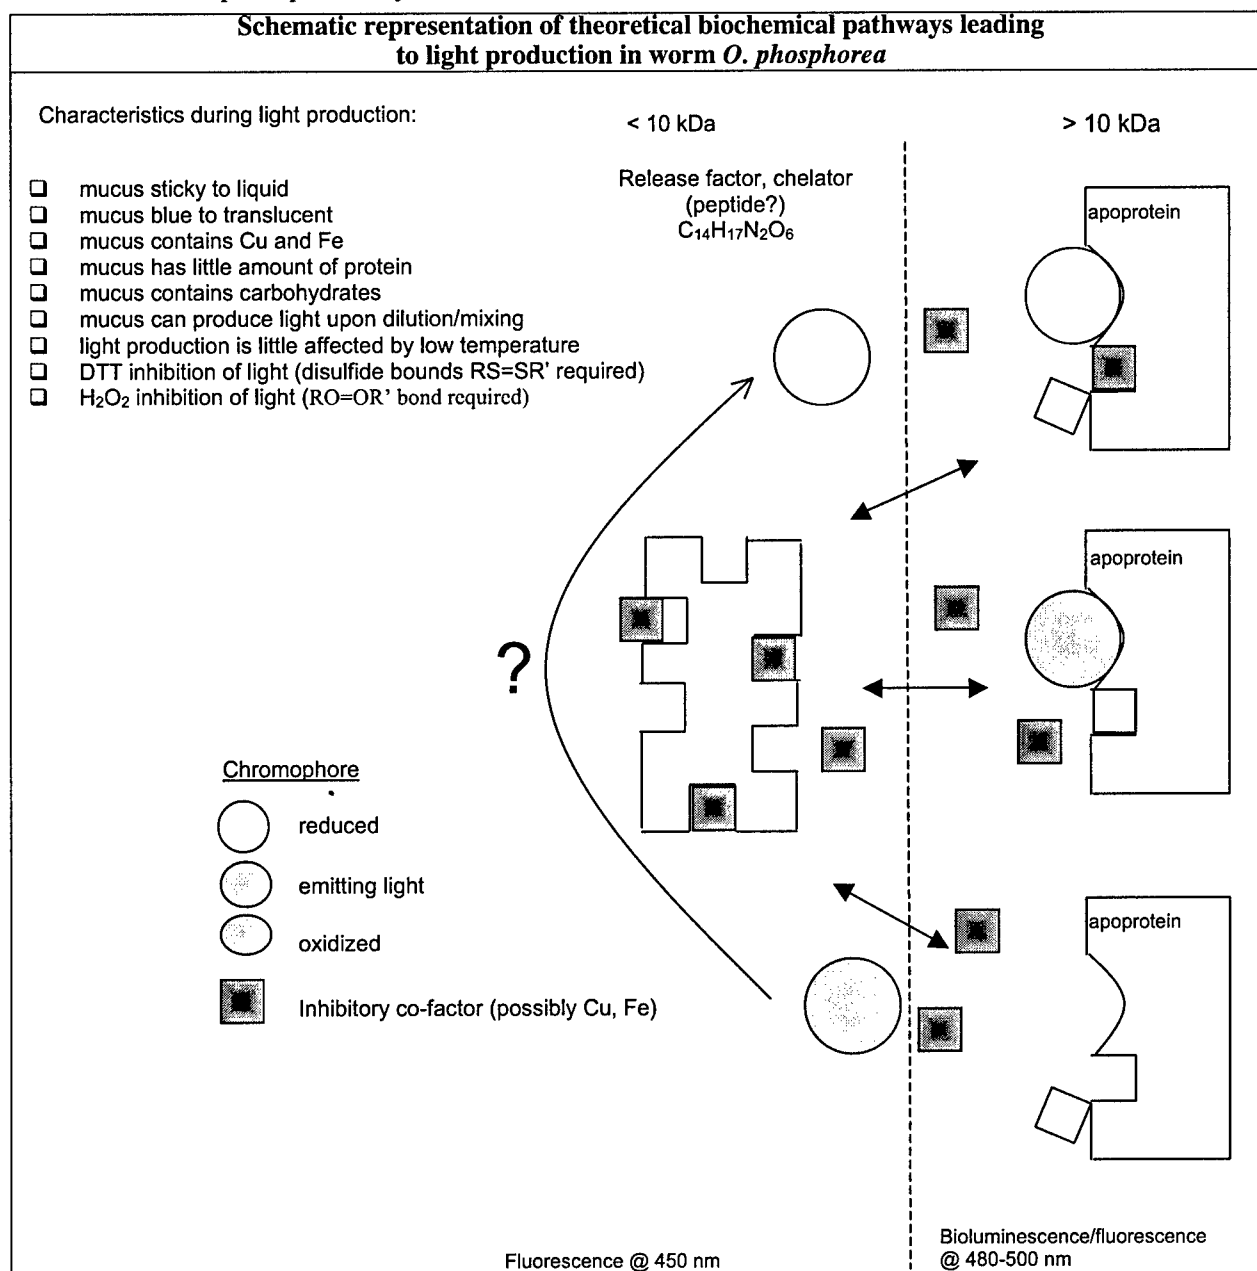 Schematic representation of theoretical biochemical pathways leading
to light production in worm O. phosphorea
Characteristics during light production:
❑ mucus sticky to liquid
❑ mucus blue to translucent
❑ mucus contains Cu and Fe
❑ mucus has little amount of protein
❑ mucus contains carbohydrates
❑ mucus can produce light upon dilution/mixing
❑ light production is little affected by low temperature
❑ DTT inhibition of light (disulfide bounds RS=SR' required)
❑ H₂O₂ inhibition of light (RO=OR' bond required)
< 10 kDa
> 10 kDa
Release factor, chelator
(peptide?)
C₁₄H₁₇N₂O₆
apoprotein
apoprotein
?
Chromophore
reduced
emitting light
oxidized
Inhibitory co-factor (possibly Cu, Fe)
apoprotein
Fluorescence @ 450 nm
Bioluminescence/fluorescence
@ 480-500 nm